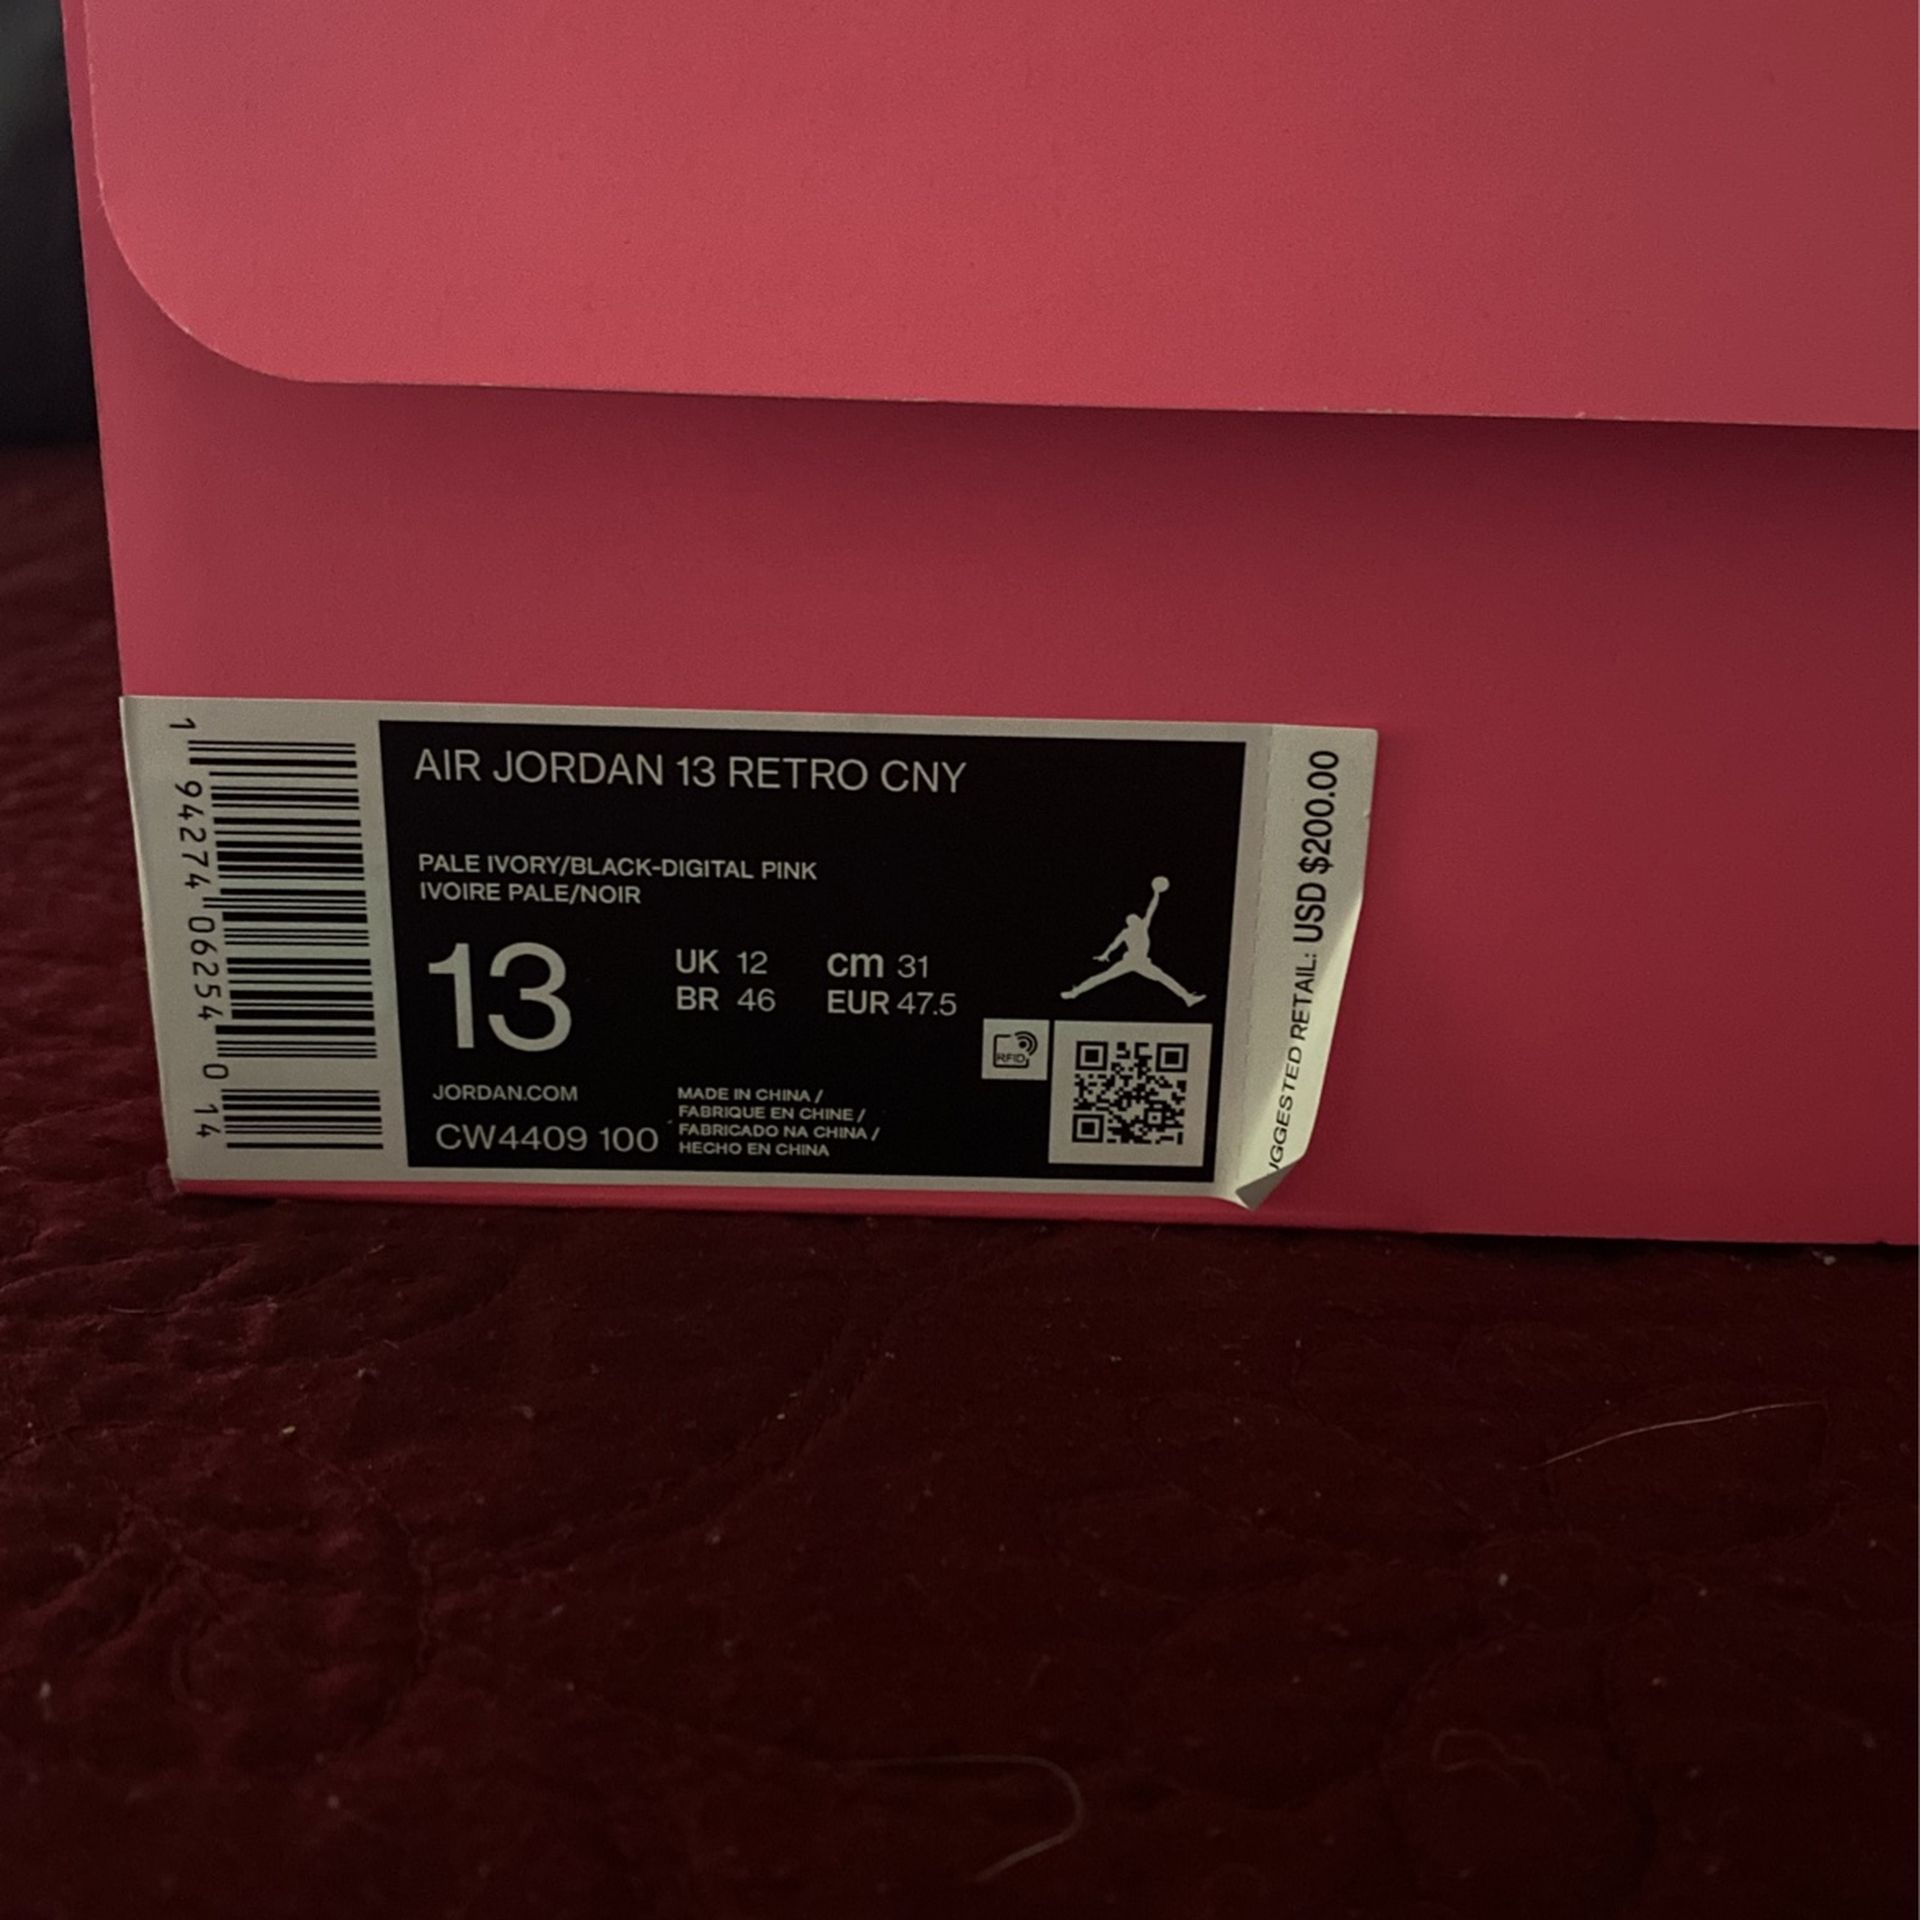 AIR JORDAN 13 RETRO CNY
PALE IVORY/BLACK-DIGITAL PINK
IVOIRE PALE/NOIR
13
UK 12 cm 31
BR 46 EUR 47.5
RFID
JORDAN.COM
CW4409 100
MADE IN CHINA /
FABRIQUE EN CHINE /
FABRICADO NA CHINA /
HECHO EN CHINA
1 94274 06254 0 14
UGGESTED RETAIL: USD $200.00